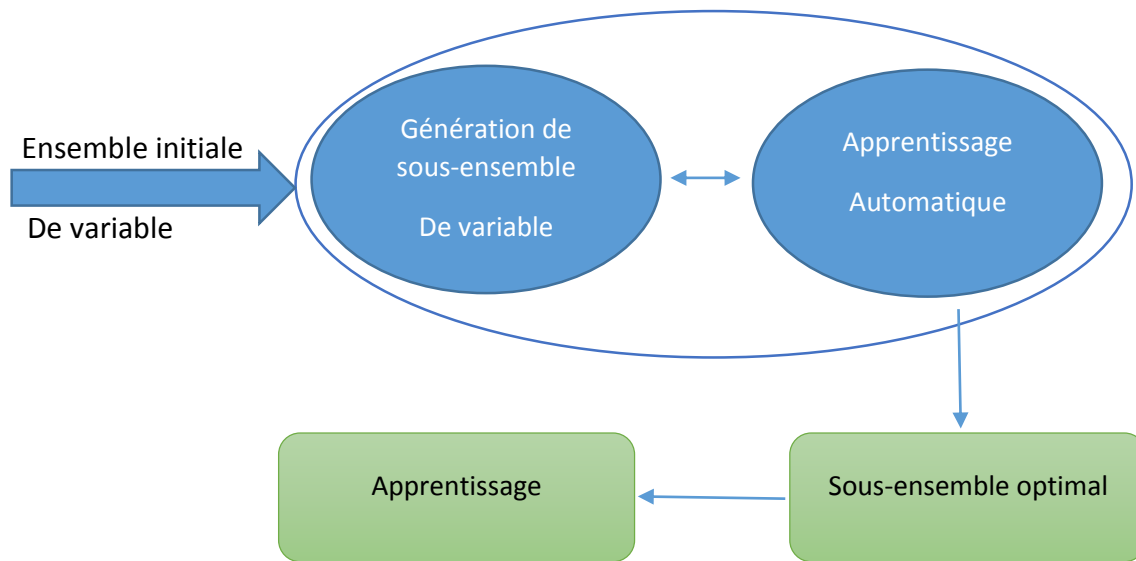 Ensemble initiale
De variable
Génération de
sous-ensemble
De variable
Apprentissage
Automatique
Apprentissage
Sous-ensemble optimal